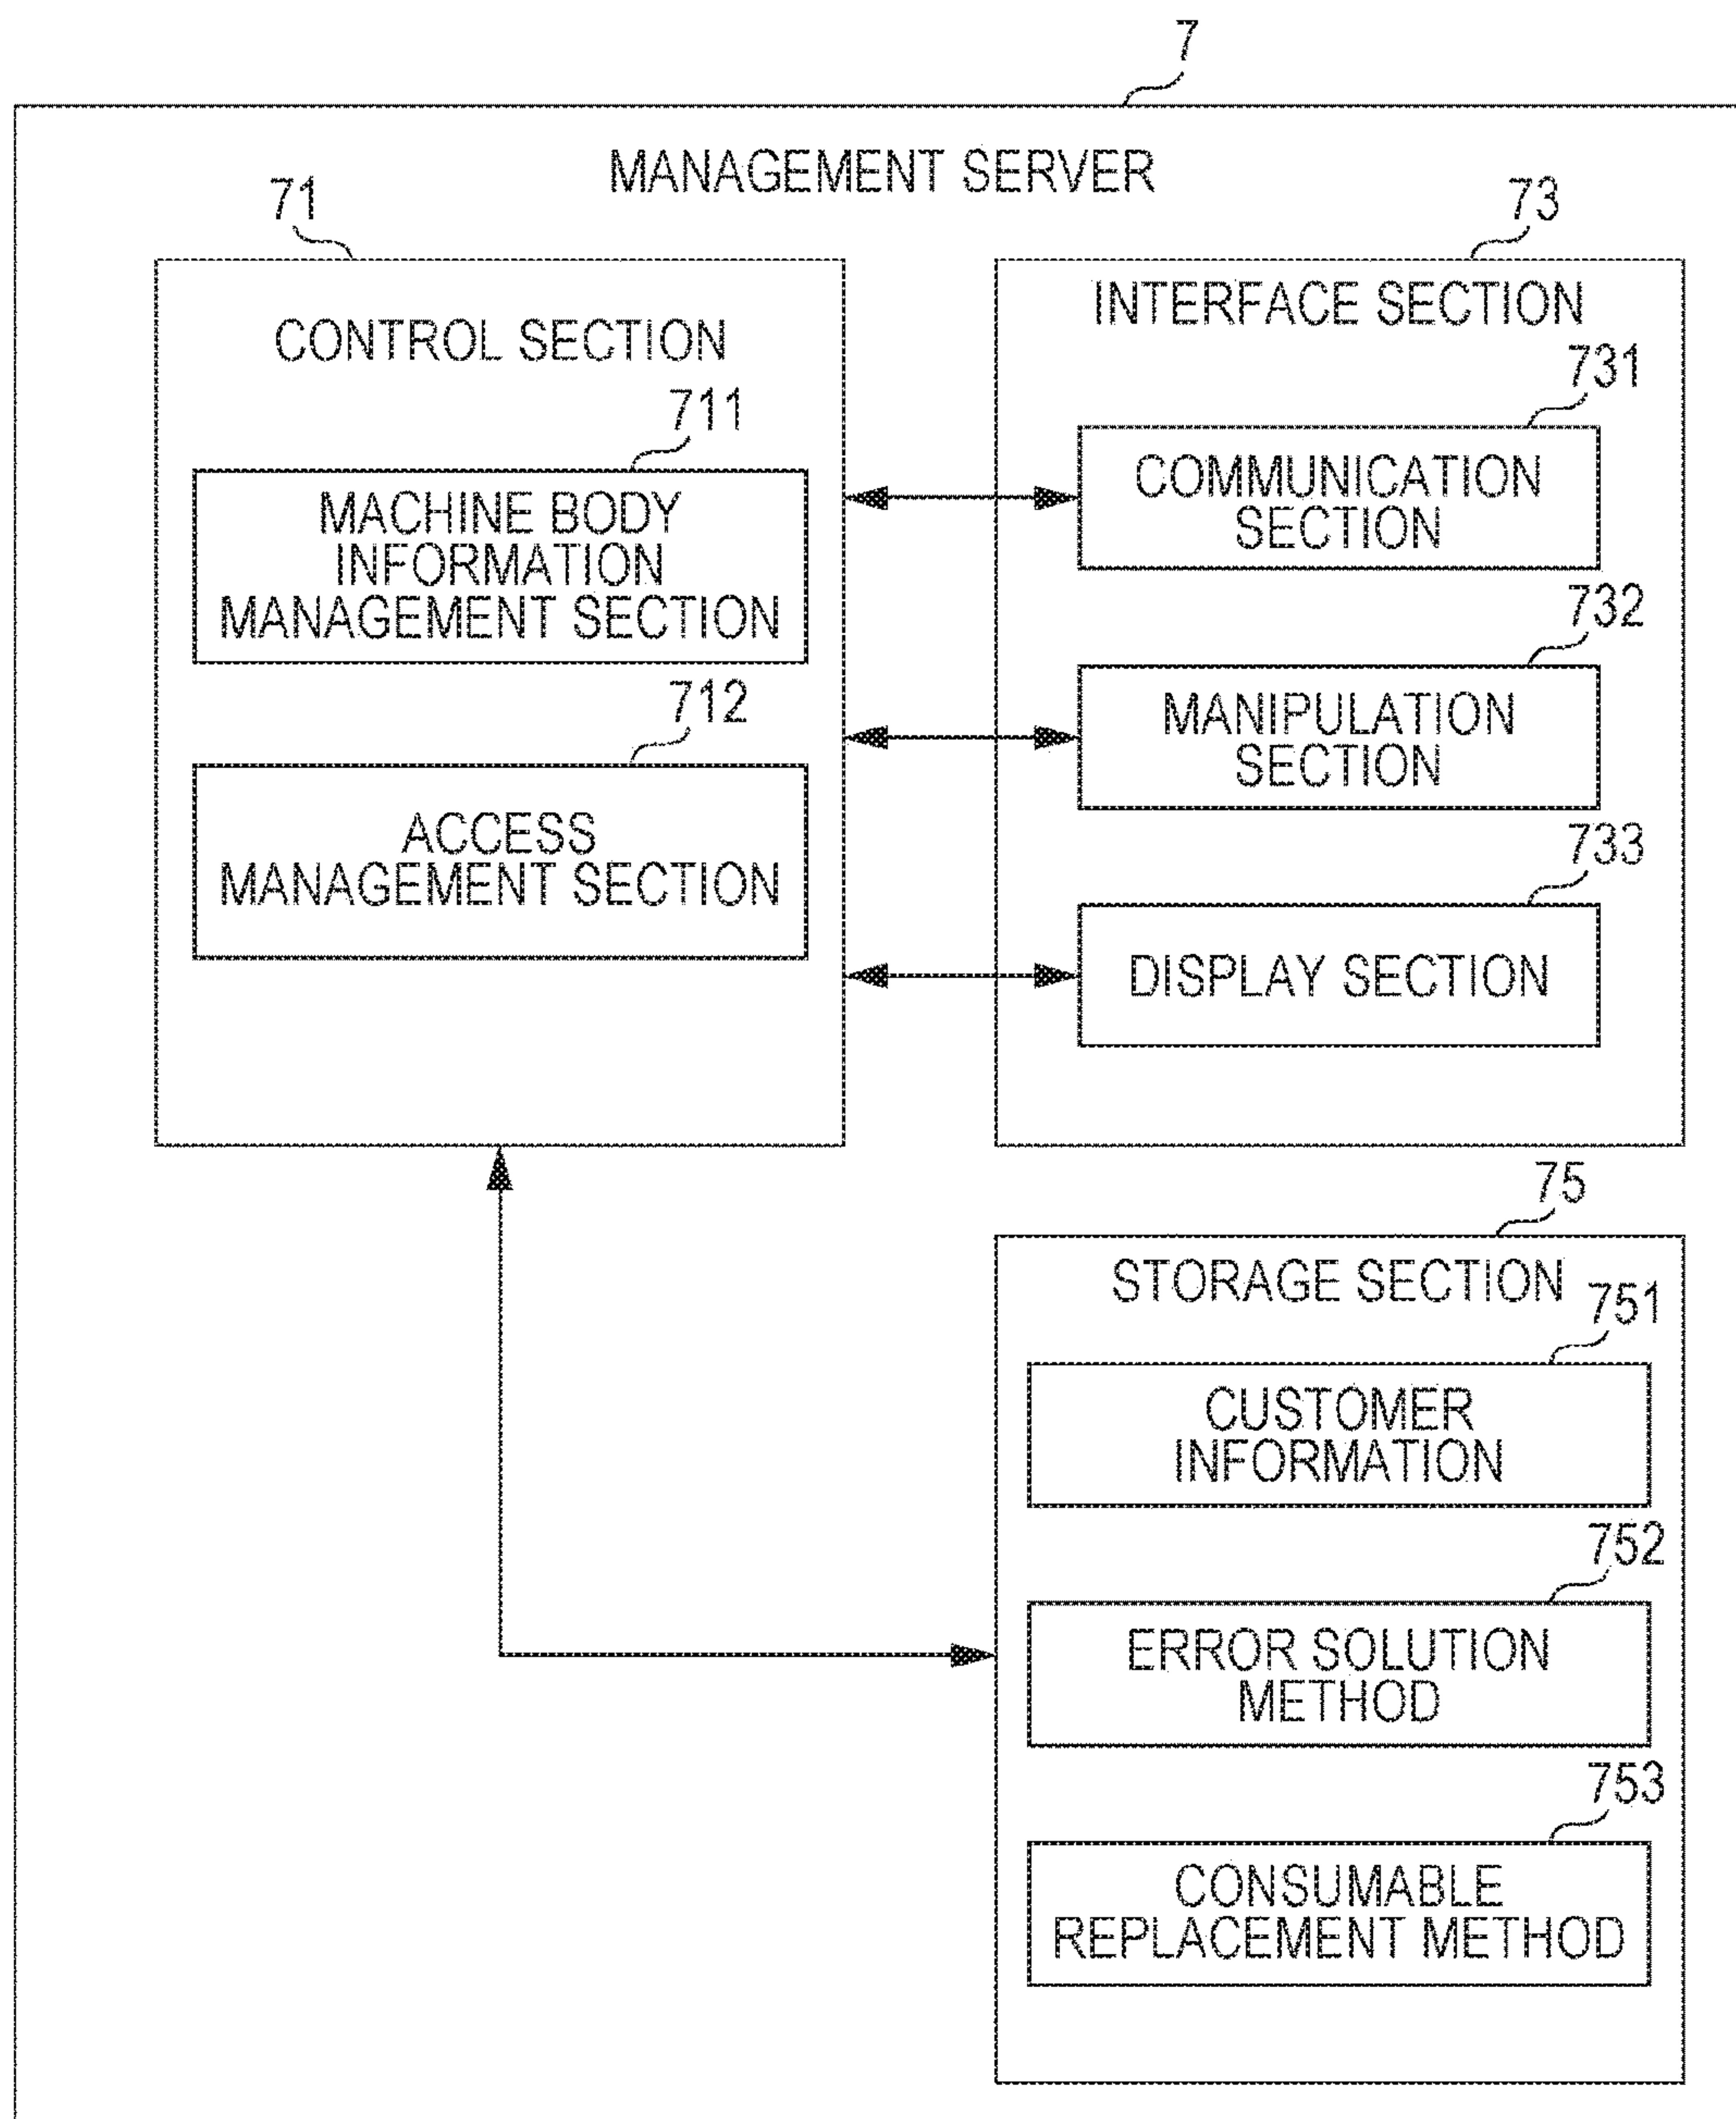 7
MANAGEMENT SERVER
71
CONTROL SECTION
711
MACHINE BODY
INFORMATION
MANAGEMENT SECTION
712
ACCESS
MANAGEMENT SECTION
73
INTERFACE SECTION
731
COMMUNICATION
SECTION
732
MANIPULATION
SECTION
733
DISPLAY SECTION
75
STORAGE SECTION
751
CUSTOMER
INFORMATION
752
ERROR SOLUTION
METHOD
753
CONSUMABLE
REPLACEMENT METHOD